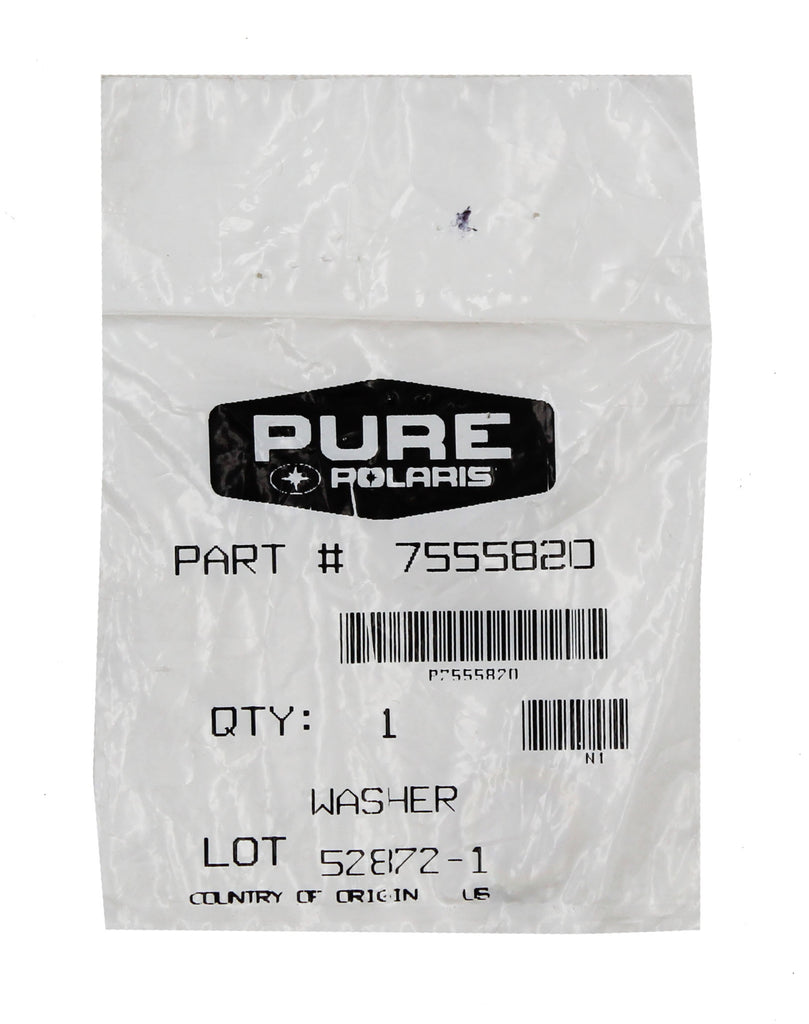 PURE
POLARIS
PART # 7555820
P7555820
QTY: 1
N1
WASHER
LOT 52872-1
COUNTRY OF ORIGIN US